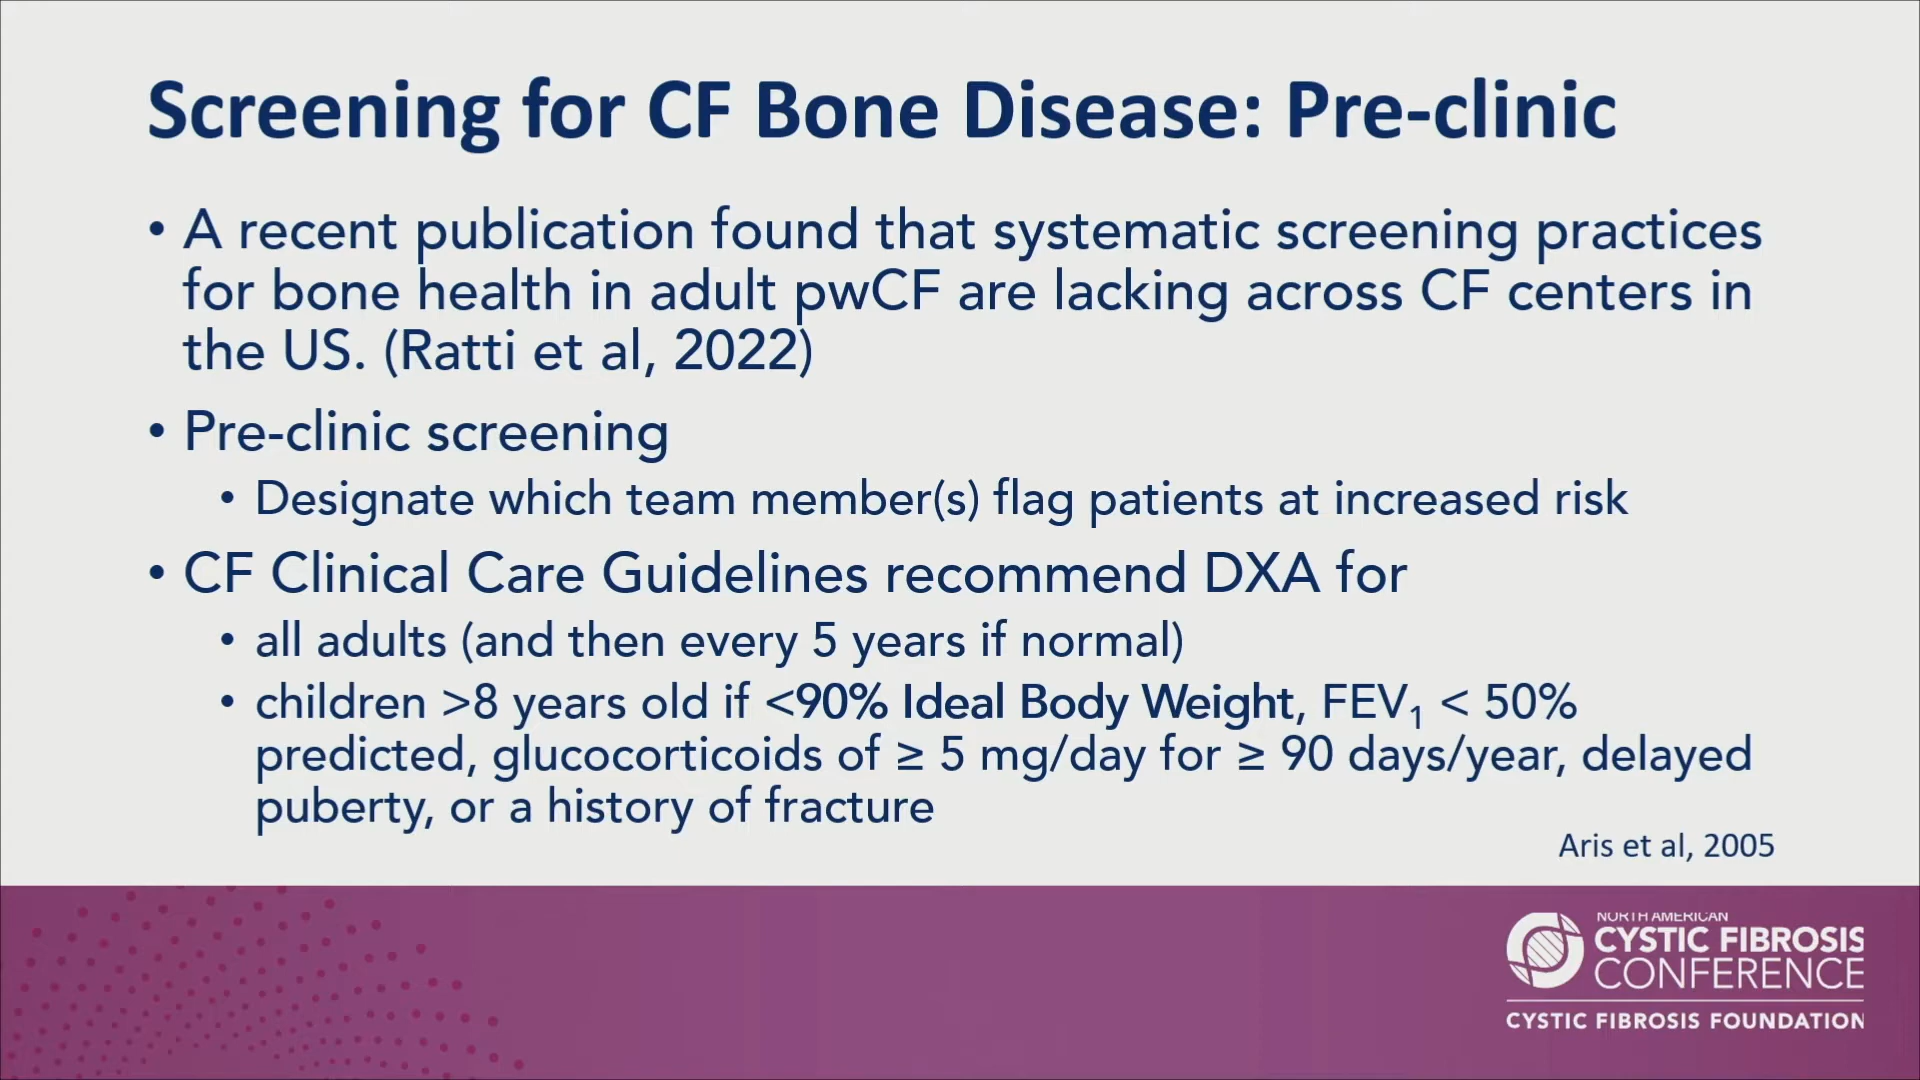 Screening for CF Bone Disease: Pre-clinic
• A recent publication found that systematic screening practices
for bone health in adult pwCF are lacking across CF centers in
the US. (Ratti et al, 2022)
• Pre-clinic screening
• Designate which team member(s) flag patients at increased risk
• CF Clinical Care Guidelines recommend DXA for
• all adults (and then every 5 years if normal)
• children >8 years old if <90% Ideal Body Weight, FEV₁ < 50%
predicted, glucocorticoids of ≥ 5 mg/day for ≥ 90 days/year, delayed
puberty, or a history of fracture
Aris et al, 2005
NORTH AMERICAN
CYSTIC FIBROSIS
CONFERENCE
CYSTIC FIBROSIS FOUNDATION